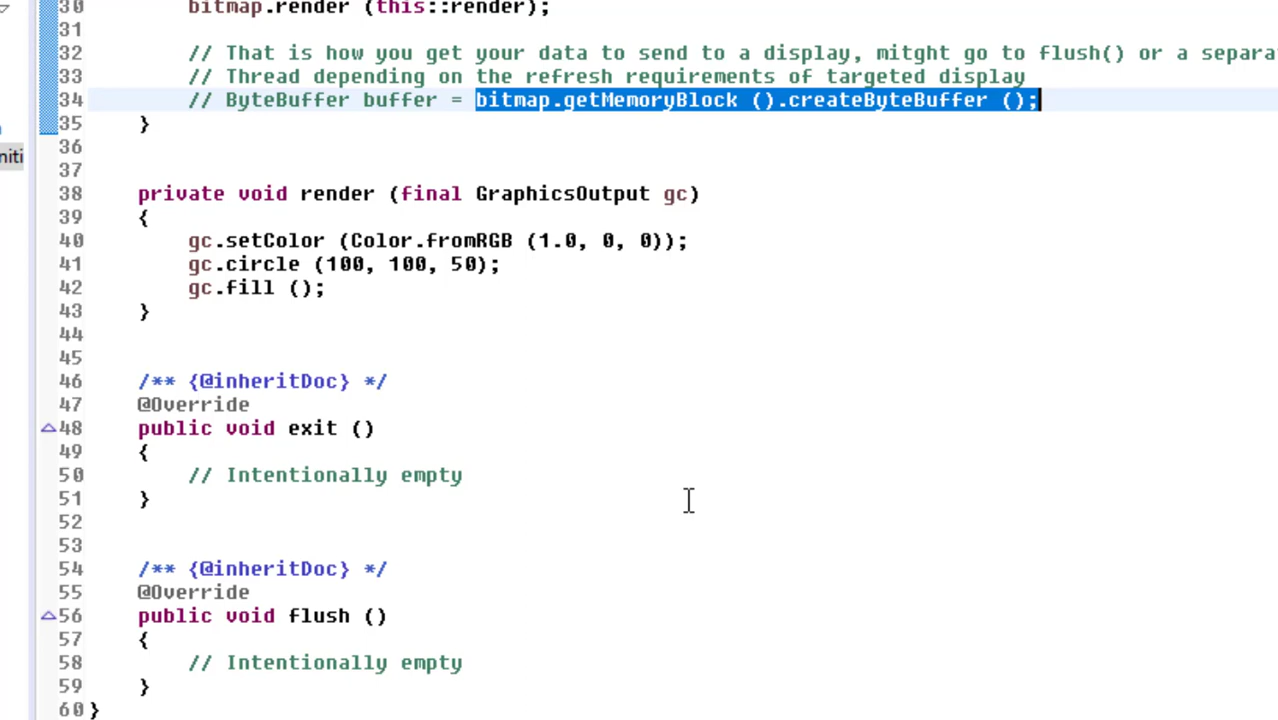 30 bitmap.render (this::render);
31
32 // That is how you get your data to send to a display, mitght go to flush() or a separa
33 // Thread depending on the refresh requirements of targeted display
34 // ByteBuffer buffer = bitmap.getMemoryBlock ().createByteBuffer ();
35 }
36
niti
37
38 private void render (final GraphicsOutput gc)
39 {
40 gc.setColor (Color.fromRGB (1.0, 0, 0));
41 gc.circle (100, 100, 50);
42 gc.fill ();
43 }
44
45
46 /** {@inheritDoc} */
47 @Override
48 public void exit ()
49 {
50 // Intentionally empty
51 }
52
53
54 /** {@inheritDoc} */
55 @Override
56 public void flush ()
57 {
58 // Intentionally empty
59 }
60 }